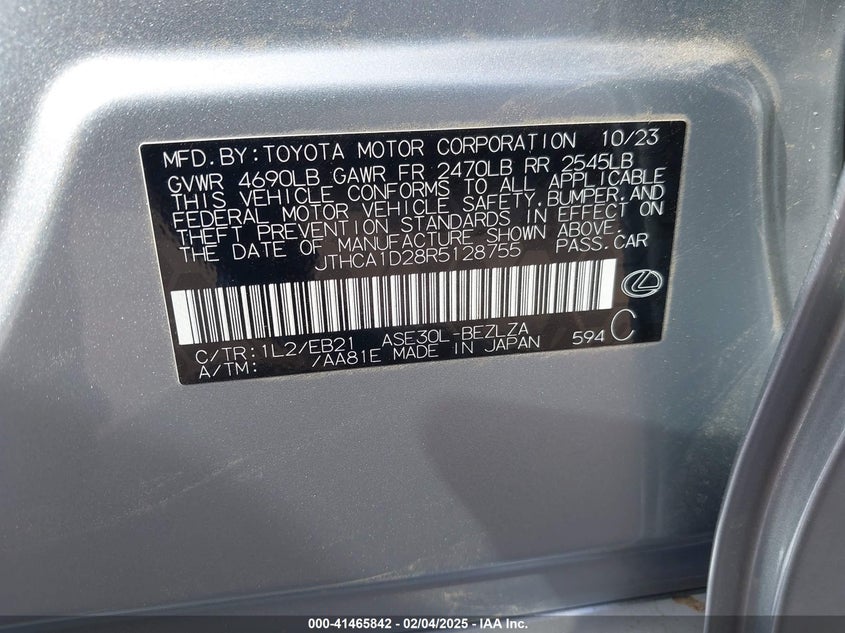 MFD. BY: TOYOTA MOTOR CORPORATION 10/23
GVWR 4690LB GAWR FR 2470LB RR 2545LB
THIS VEHICLE CONFORMS TO ALL APPLICABLE
FEDERAL MOTOR VEHICLE SAFETY, BUMPER, AND
THEFT PREVENTION STANDARDS IN EFFECT ON
THE DATE OF MANUFACTURE SHOWN ABOVE.
JTHCA1D28R5128755 PASS. CAR
C/TR: 1L2/EB21 ASE30L-BEZLZA
A/TM: /AA81E MADE IN JAPAN 594 C
000-41465842 - 02/04/2025 - IAA Inc.